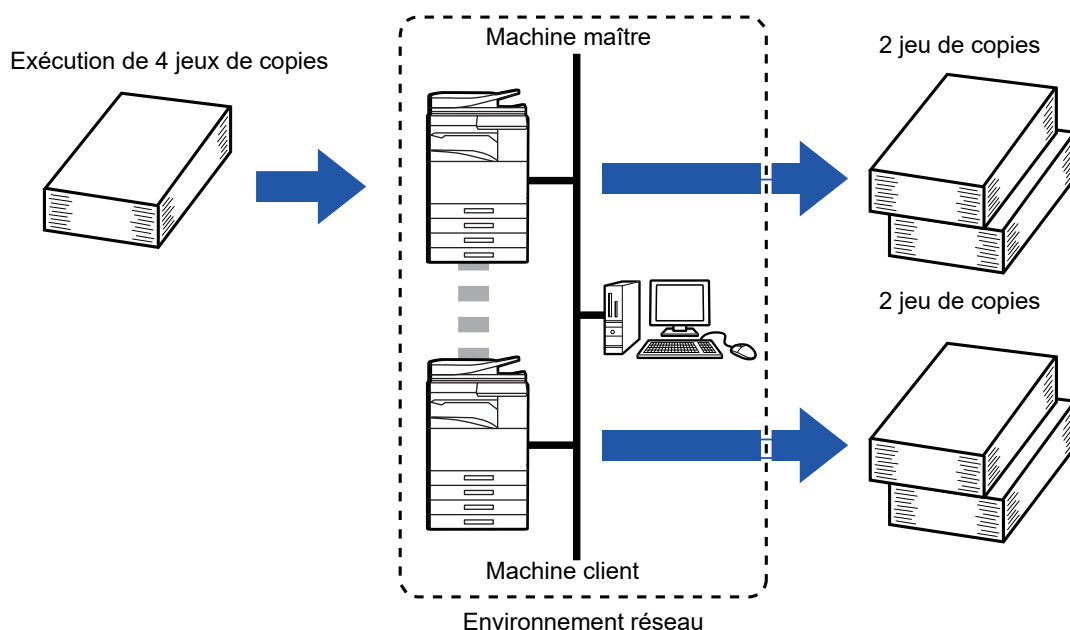 Exécution de 4 jeux de copies
Machine maître
2 jeu de copies
2 jeu de copies
Machine client
Environnement réseau